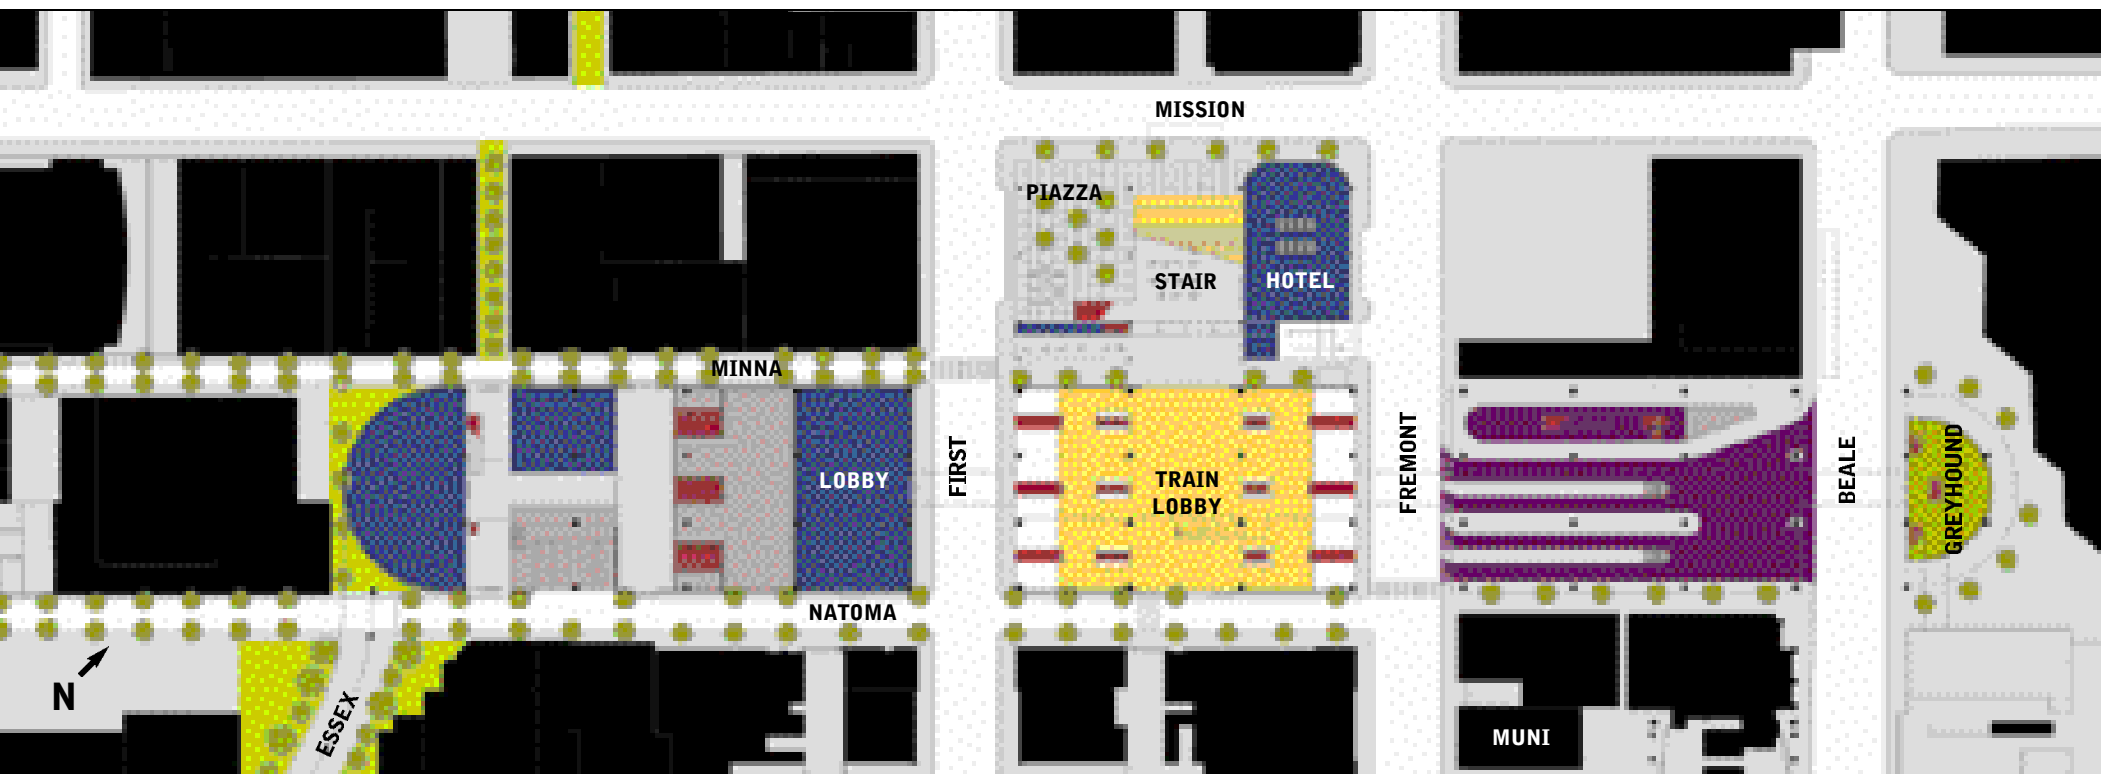 MISSION
PIAZZA
STAIR
HOTEL
MINNA
LOBBY
FIRST
TRAIN
LOBBY
FREMONT
BEALE
GREYHOUND
NATOMA
N
ESSEX
MUNI